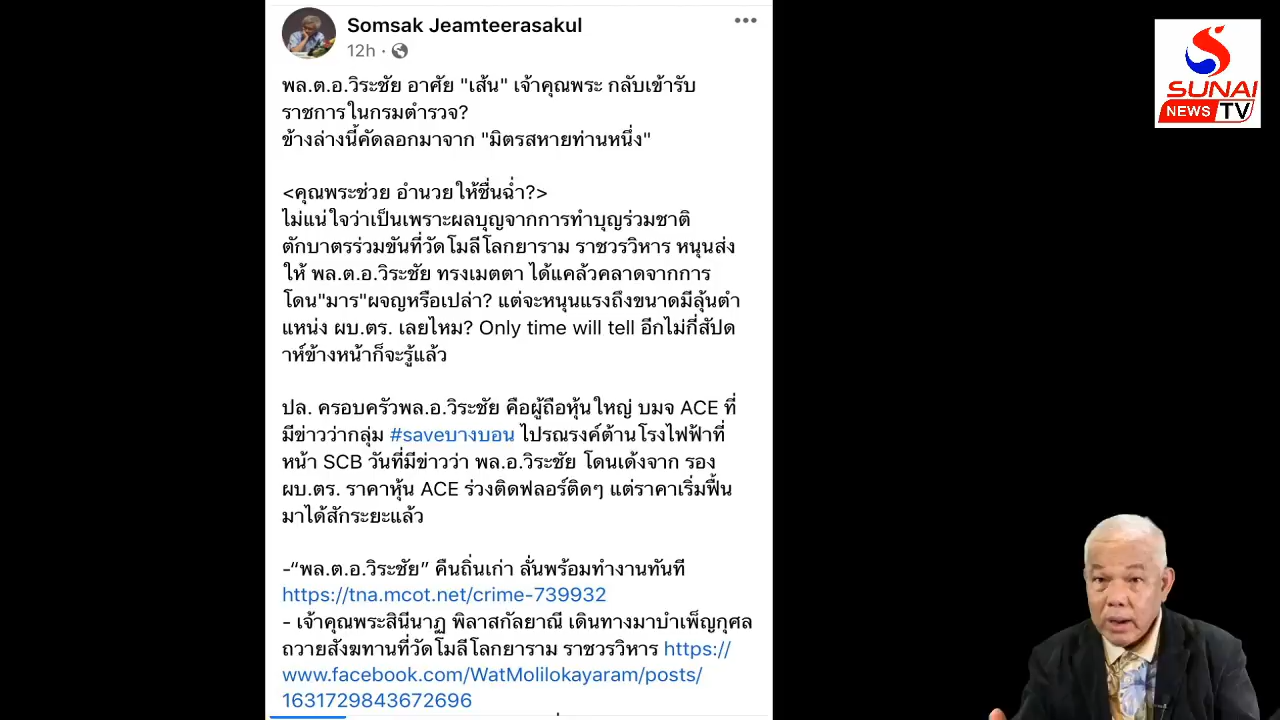 Somsak Jeamteerasakul
12h
พล.ต.อ.วิระชัย อาศัย "เส้น" เจ้าคุณพระ กลับเข้ารับ
ราชการในกรมตำรวจ?
ข้างล่างนี้คัดลอกมาจาก "มิตรสหายท่านหนึ่ง"
<คุณพระช่วย อำนวยให้ชื่นฉ่ำ?>
ไม่แน่ใจว่าเป็นเพราะผลบุญจากการทำบุญร่วมชาติ
ตักบาตรร่วมขันที่วัดโมลีโลกยาราม ราชวรวิหาร หนุนส่ง
ให้ พล.ต.อ.วิระชัย ทรงเมตตา ได้แคล้วคลาดจากการ
โดน"มาร"ผจญหรือเปล่า? แต่จะหนุนแรงถึงขนาดมีลุ้นตำ
แหน่ง ผบ.ตร. เลยไหม? Only time will tell อีกไม่กี่สัปด
าห์ข้างหน้าก็จะรู้แล้ว
ปล. ครอบครัวพล.อ.วิระชัย คือผู้ถือหุ้นใหญ่ บมจ ACE ที่
มีข่าวว่ากลุ่ม #saveบางบอน ไปรณรงค์ต้านโรงไฟฟ้าที่
หน้า SCB วันที่มีข่าวว่า พล.อ.วิระชัย โดนเด้งจาก รอง
ผบ.ตร. ราคาหุ้น ACE ร่วงติดฟลอร์ติดๆ แต่ราคาเริ่มฟื้น
มาได้สักระยะแล้ว
-“พล.ต.อ.วิระชัย” คืนถิ่นเก่า ลั่นพร้อมทำงานทันที
https://tna.mcot.net/crime-739932
- เจ้าคุณพระสินีนาฏ พิลาสกัลยาณี เดินทางมาบำเพ็ญกุศล
ถวายสังฆทานที่วัดโมลีโลกยาราม ราชวรวิหาร https://
www.facebook.com/WatMolilokayaram/posts/
1631729843672696
SUNAI
NEWS TV